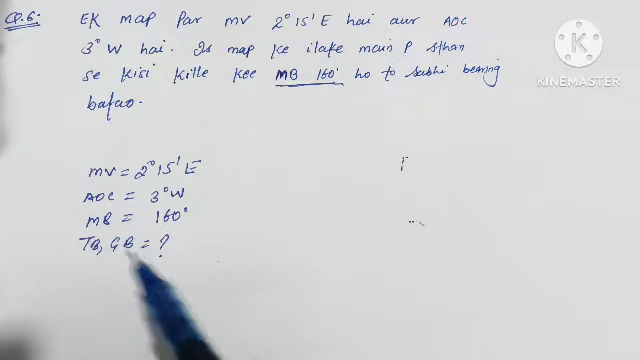 Q.6:- EK map par MV 2° 15' E hai aur AOC
3° W hai. Is map ke ilake main P sthan
se kisi kille kee MB 160° ho to sabhi bearing
batao.
MV = 2° 15' E
AOC = 3° W
MB = 160°
TB, GB = ?
KINEMASTER